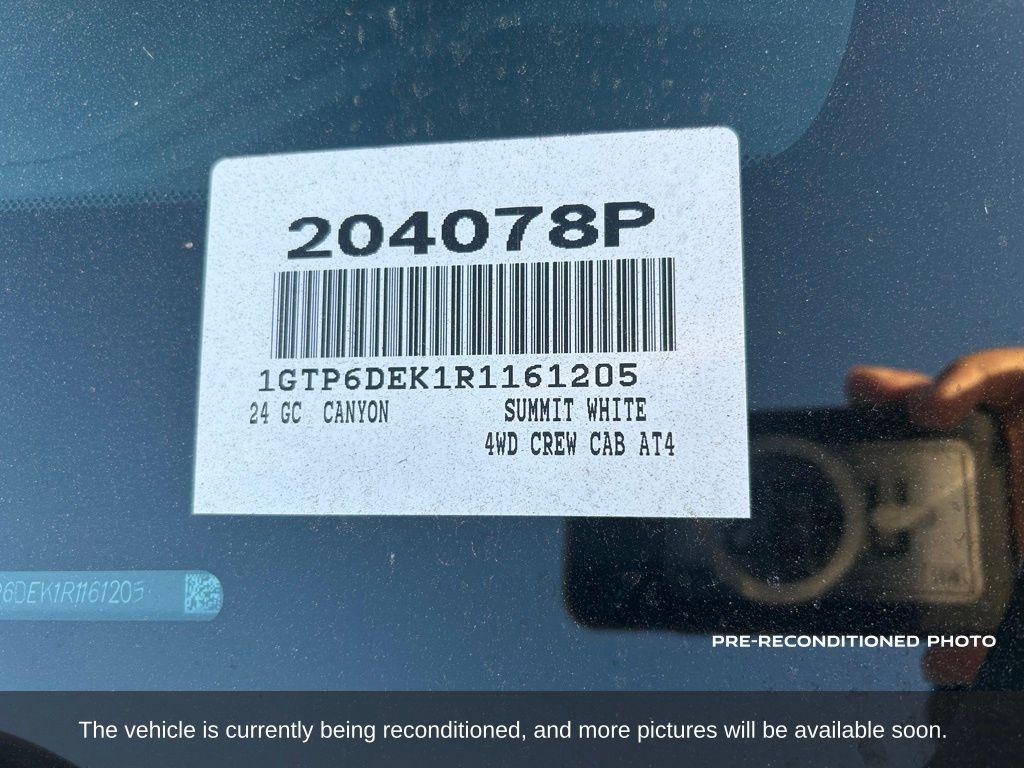 204078P
1GTP6DEK1R1161205
24 GC CANYON SUMMIT WHITE
4WD CREW CAB AT4
6DEK1R1161205
PRE-RECONDITIONED PHOTO
The vehicle is currently being reconditioned, and more pictures will be available soon.